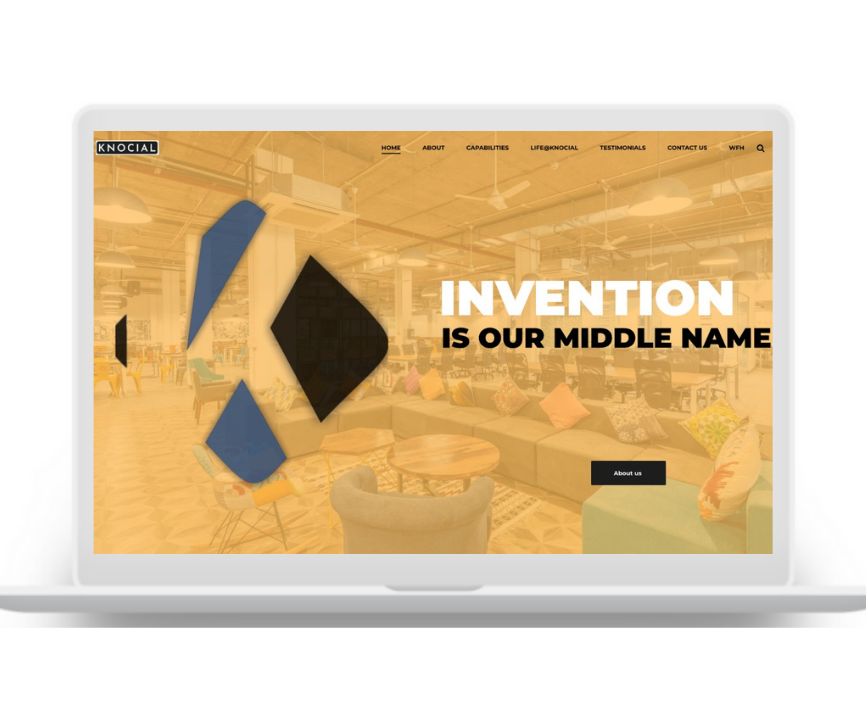 KNOCIAL
HOME ABOUT CAPABILITIES LIFE@KNOCIAL TESTIMONIALS CONTACT US WFH
INVENTION
IS OUR MIDDLE NAME
About us